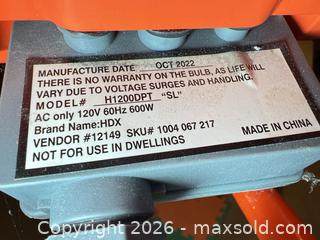 MANUFACTURE DATE OCT 2022
THERE IS NO WARRANTY ON THE BULB, AS LIFE WILL
VARY DUE TO VOLTAGE SURGES AND HANDLING.
MODEL# H1200DPT "SL"
AC only 120V 60Hz 600W
Brand Name:HDX
VENDOR #12149 SKU# 1004 067 217
NOT FOR USE IN DWELLINGS MADE IN CHINA
Copyright 2026 - maxsold.com